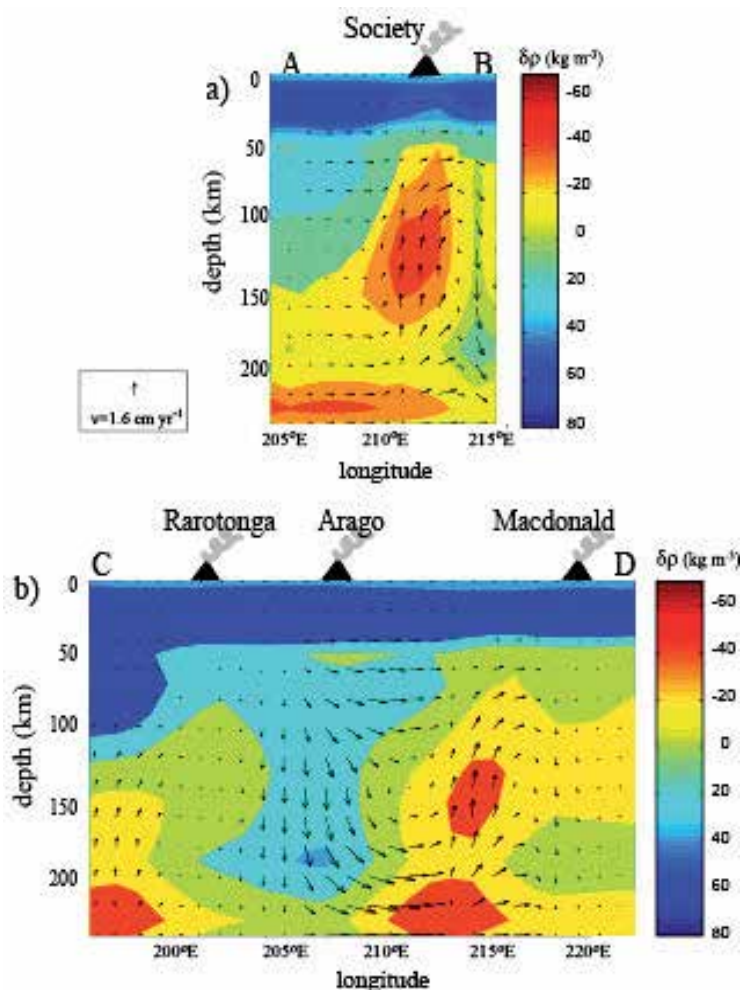 Society
A B δρ (kg m⁻³)
a)
0
50
100
150
200
depth (km)
-60
-40
-20
0
20
40
60
80
v=1.6 cm yr⁻¹
205°E 210°E 215°E
longitude
Rarotonga Arago Macdonald
C D δρ (kg m⁻³)
b)
0
50
100
150
200
depth (km)
-60
-40
-20
0
20
40
60
80
200°E 205°E 210°E 215°E 220°E
longitude